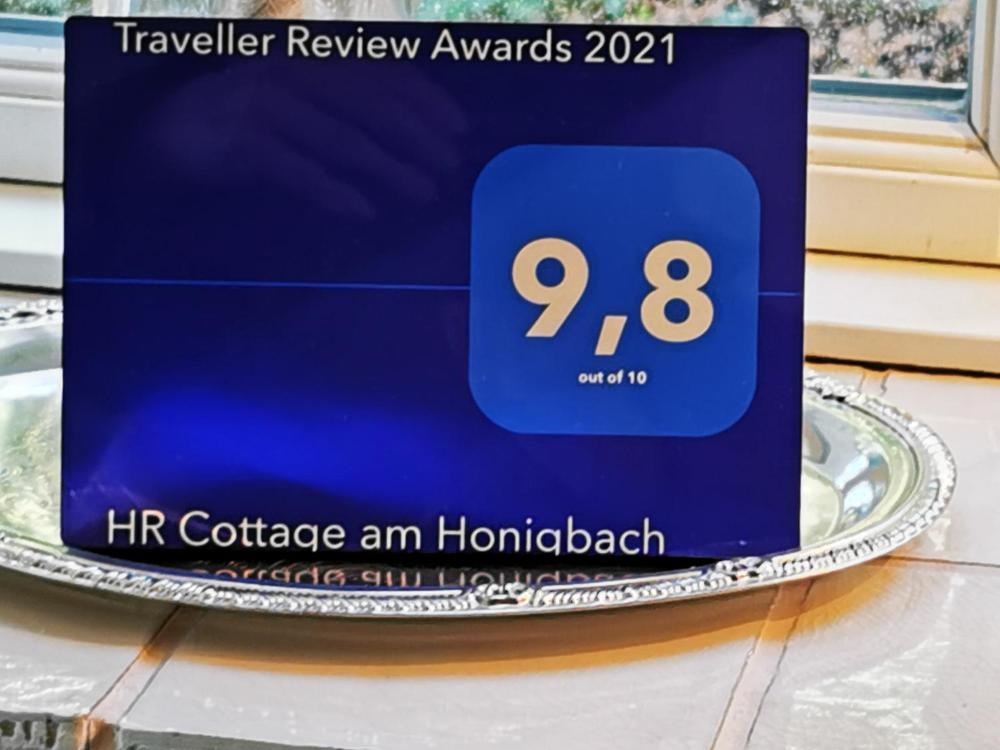 Traveller Review Awards 2021
9,8
out of 10
HR Cottage am Honigbach